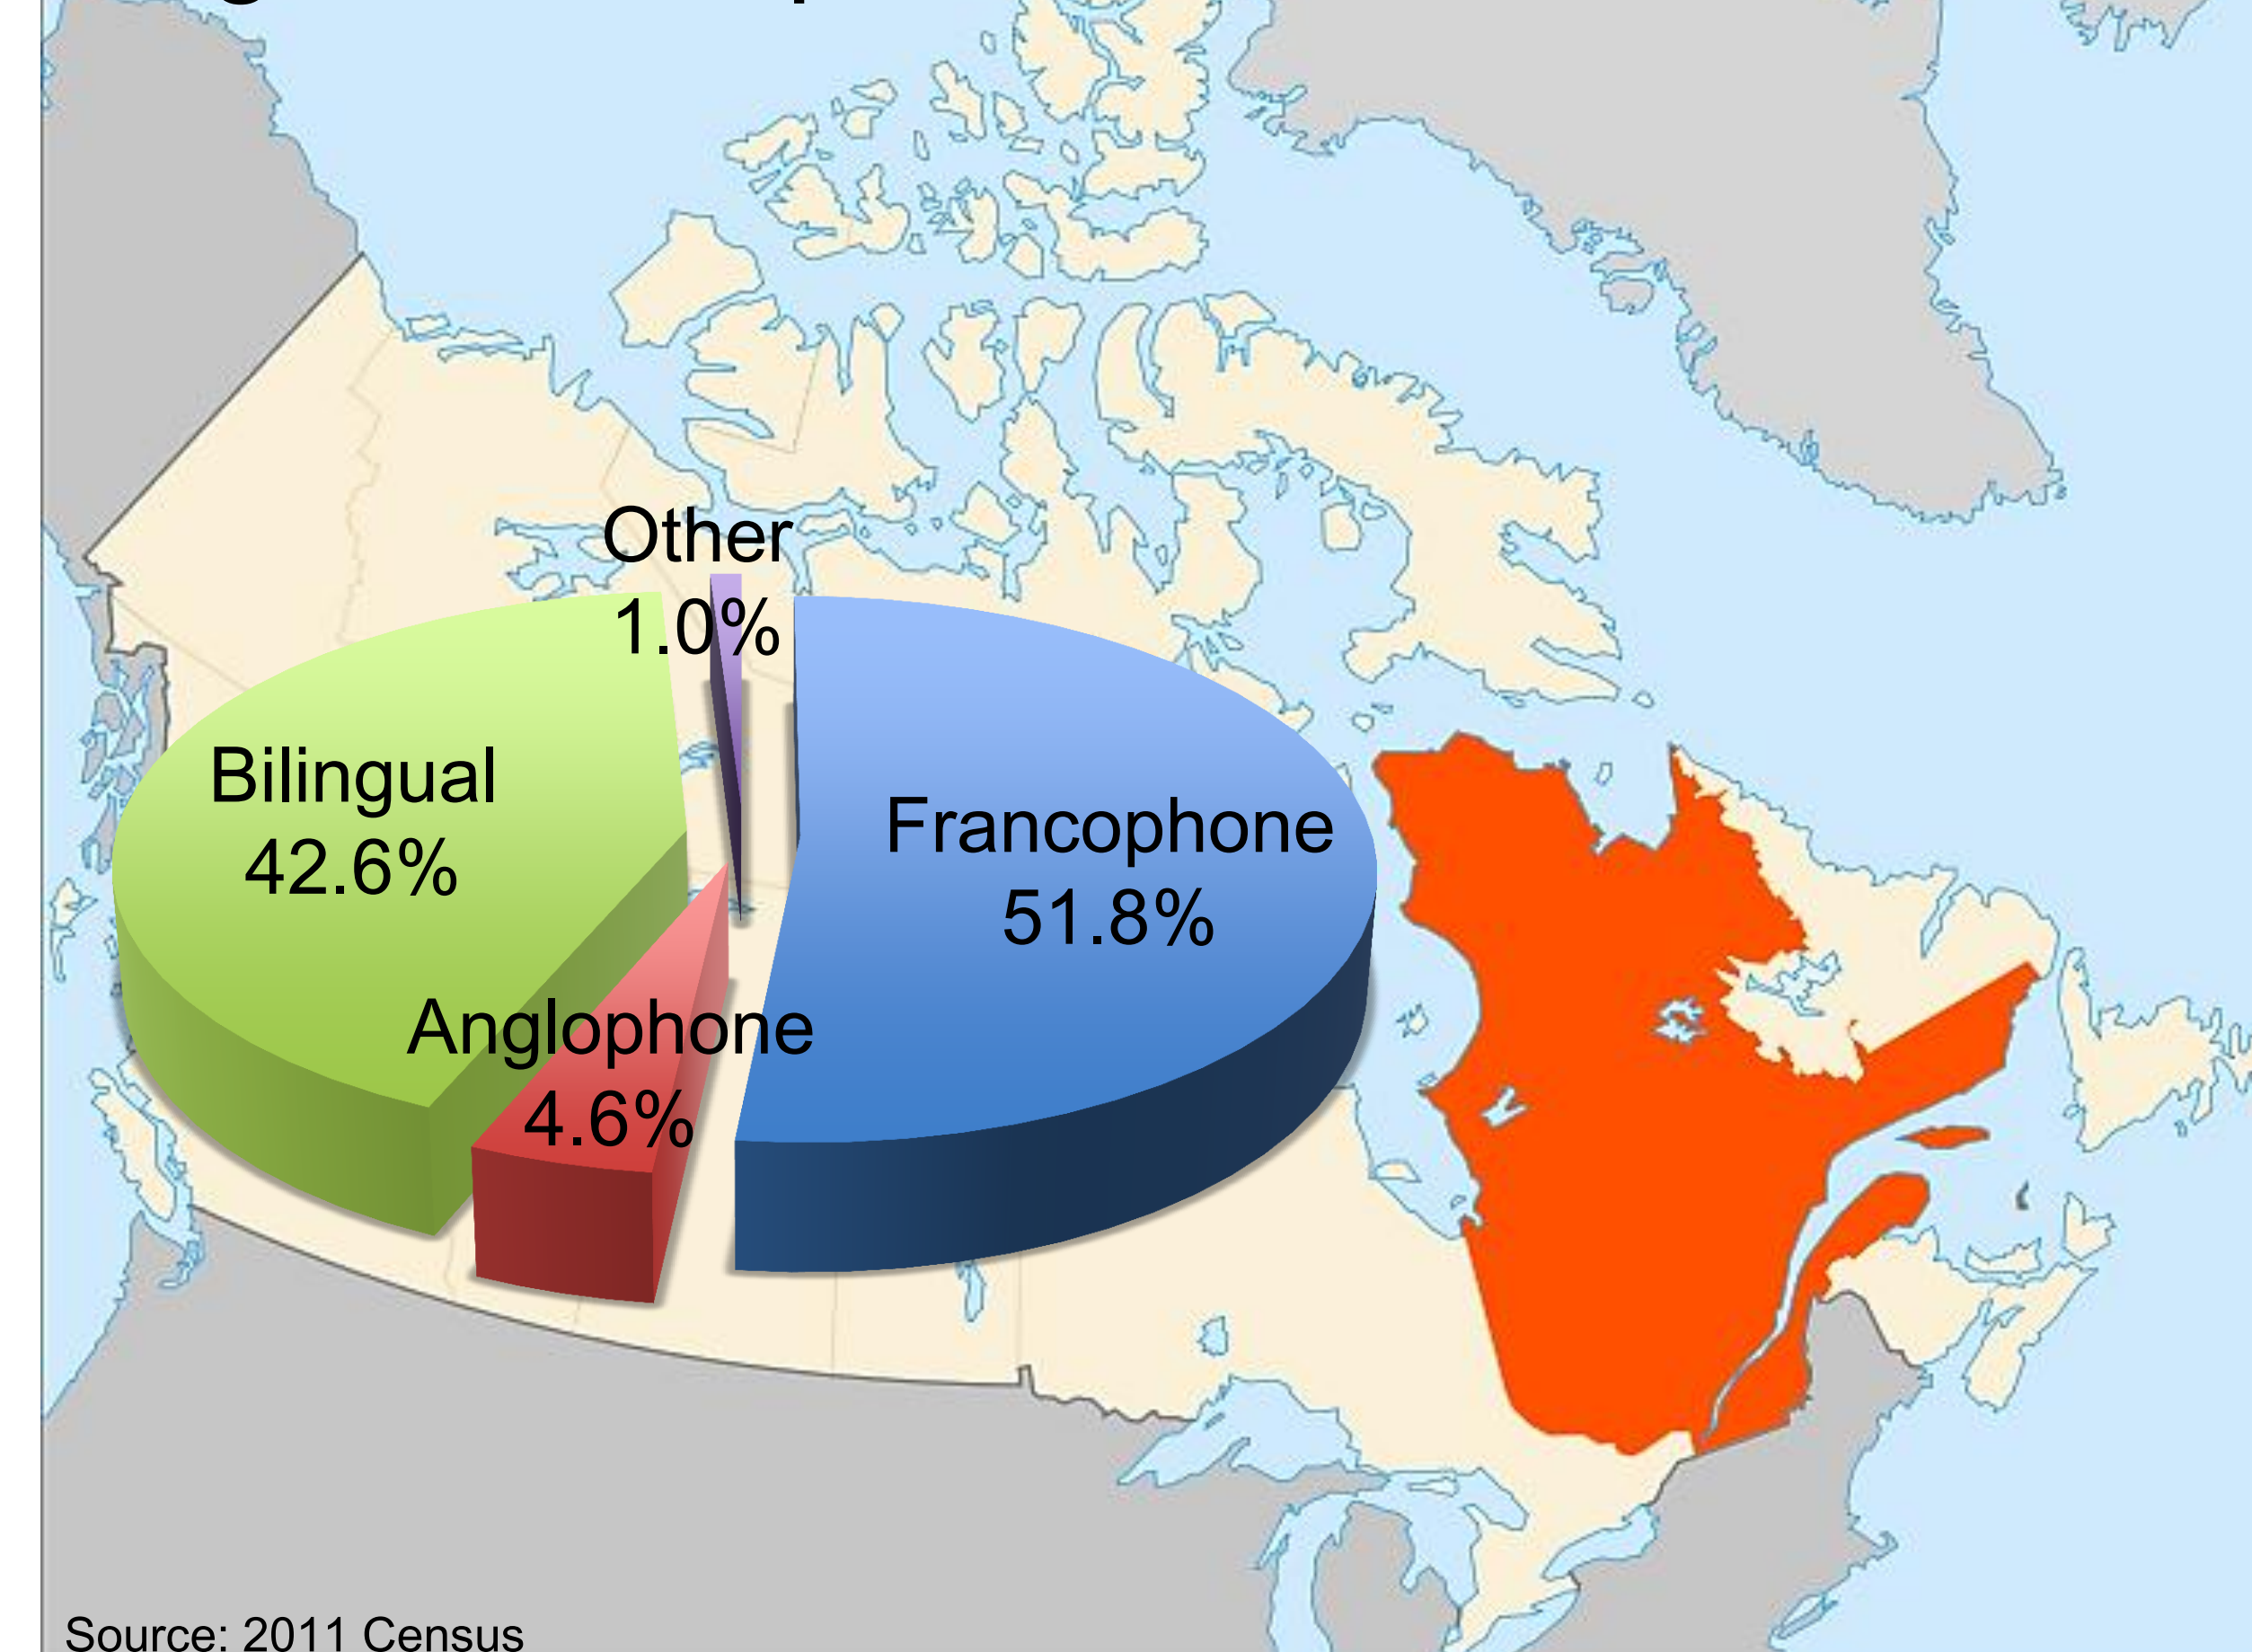 Other
1.0%
Bilingual
42.6%
Francophone
51.8%
Anglophone
4.6%
Source: 2011 Census